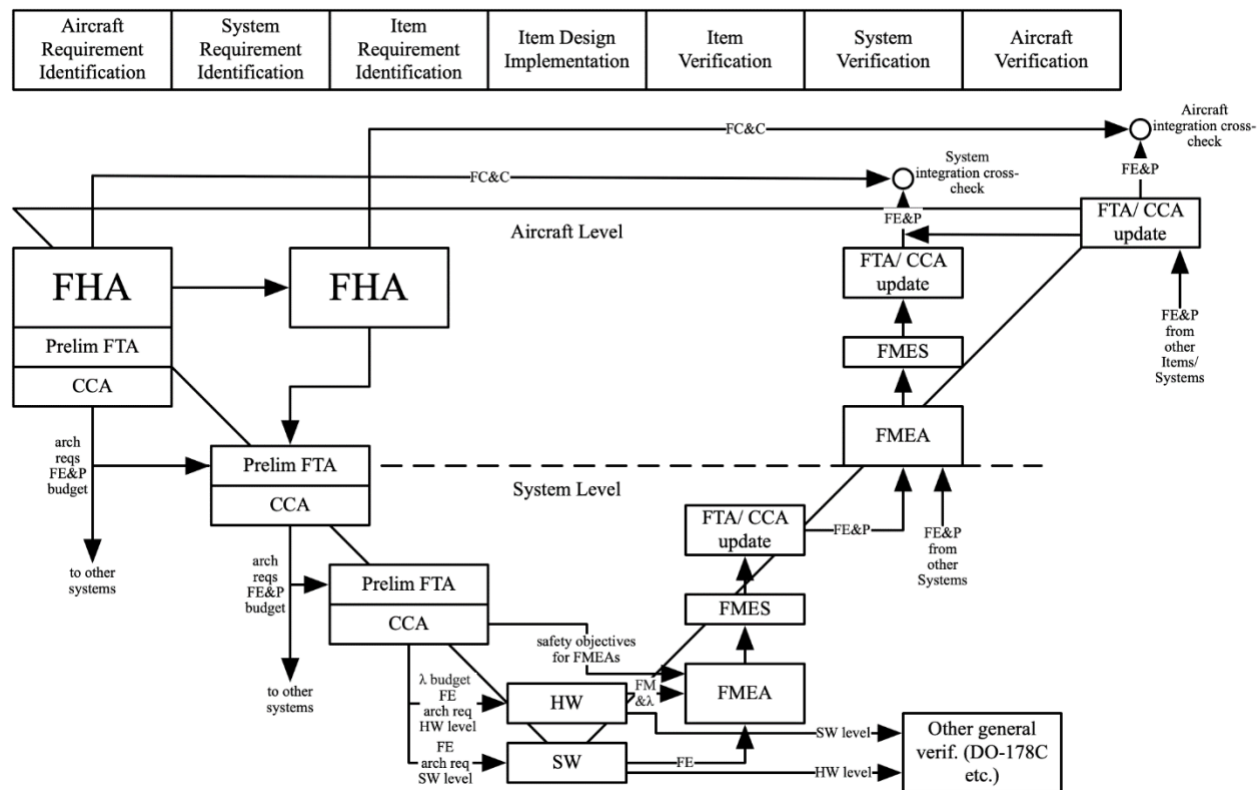 Aircraft
Requirement
Identification
System
Requirement
Identification
Item
Requirement
Identification
Item Design
Implementation
Item
Verification
System
Verification
Aircraft
Verification
FC&C
Aircraft
integration cross-
check
FC&C
System
integration cross-
check
FE&P
FE&P
Aircraft Level
FTA/ CCA
update
FHA
Prelim FTA
CCA
FHA
FTA/ CCA
update
FMES
FMEA
FE&P
from
other
Items/
Systems
arch
reqs
FE&P
budget
to other
systems
Prelim FTA
CCA
System Level
FTA/ CCA
update
FE&P
FE&P
from
other
Systems
arch
reqs
FE&P
budget
to other
systems
Prelim FTA
CCA
FMES
safety objectives
for FMEAs
FMEA
λ budget
FE
arch req
HW level
HW
FM
&λ
FE
arch req
SW level
SW
FE
SW level
HW level
Other general
verif. (DO-178C
etc.)